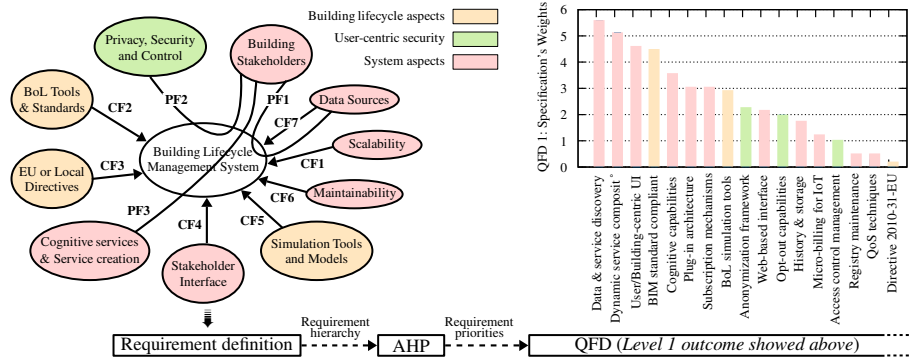 Building lifecycle aspects
User-centric security
System aspects
Privacy, Security
and Control
Building
Stakeholders
BoL Tools
& Standards
Data Sources
EU or Local
Directives
Building Lifecycle
Management System
Scalability
Maintainability
Cognitive services
& Service creation
Stakeholder
Interface
Simulation Tools
and Models
PF2
PF1
CF2
CF7
CF3
CF1
CF6
PF3
CF4
CF5
QFD 1: Specification's Weights
6
5
4
3
2
1
0
Data & service discovery
Dynamic service composit°
User/Building-centric UI
BIM standard compliant
Cognitive capabilities
Plug-in architecture
Subscription mechanisms
BoL simulation tools
Anonymization framework
Web-based interface
Opt-out capabilities
History & storage
Micro-billing for IoT
Access control management
Registry maintenance
QoS techniques
Directive 2010-31-EU
Requirement definition
Requirement
hierarchy
AHP
Requirement
priorities
QFD (Level 1 outcome showed above)